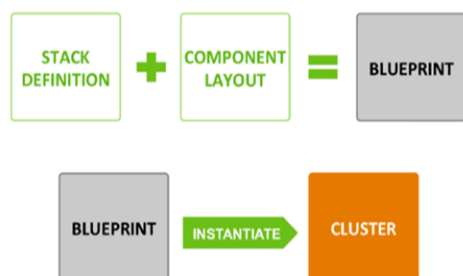 STACK
DEFINITION
+
COMPONENT
LAYOUT
=
BLUEPRINT
BLUEPRINT
INSTANTIATE
CLUSTER